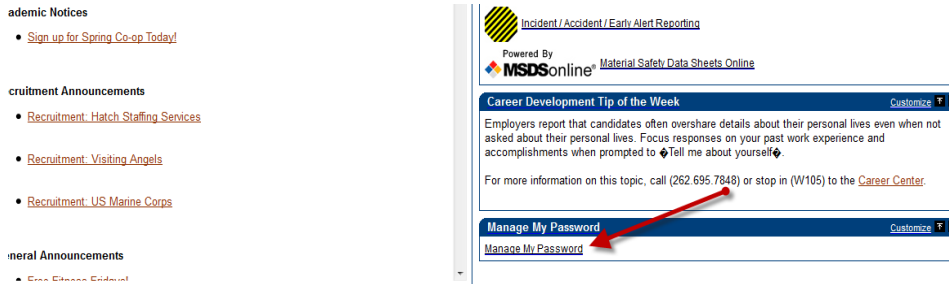 ademic Notices
Sign up for Spring Co-op Today!
cruitment Announcements
Recruitment: Hatch Staffing Services
Recruitment: Visiting Angels
Recruitment: US Marine Corps
neral Announcements
Free Fitness Fridays!
Incident / Accident / Early Alert Reporting
Powered By
MSDSonline® Material Safety Data Sheets Online
Career Development Tip of the Week Customize
Employers report that candidates often overshare details about their personal lives even when not
asked about their personal lives. Focus responses on your past work experience and
accomplishments when prompted to �Tell me about yourself�.
For more information on this topic, call (262.695.7848) or stop in (W105) to the Career Center.
Manage My Password Customize
Manage My Password